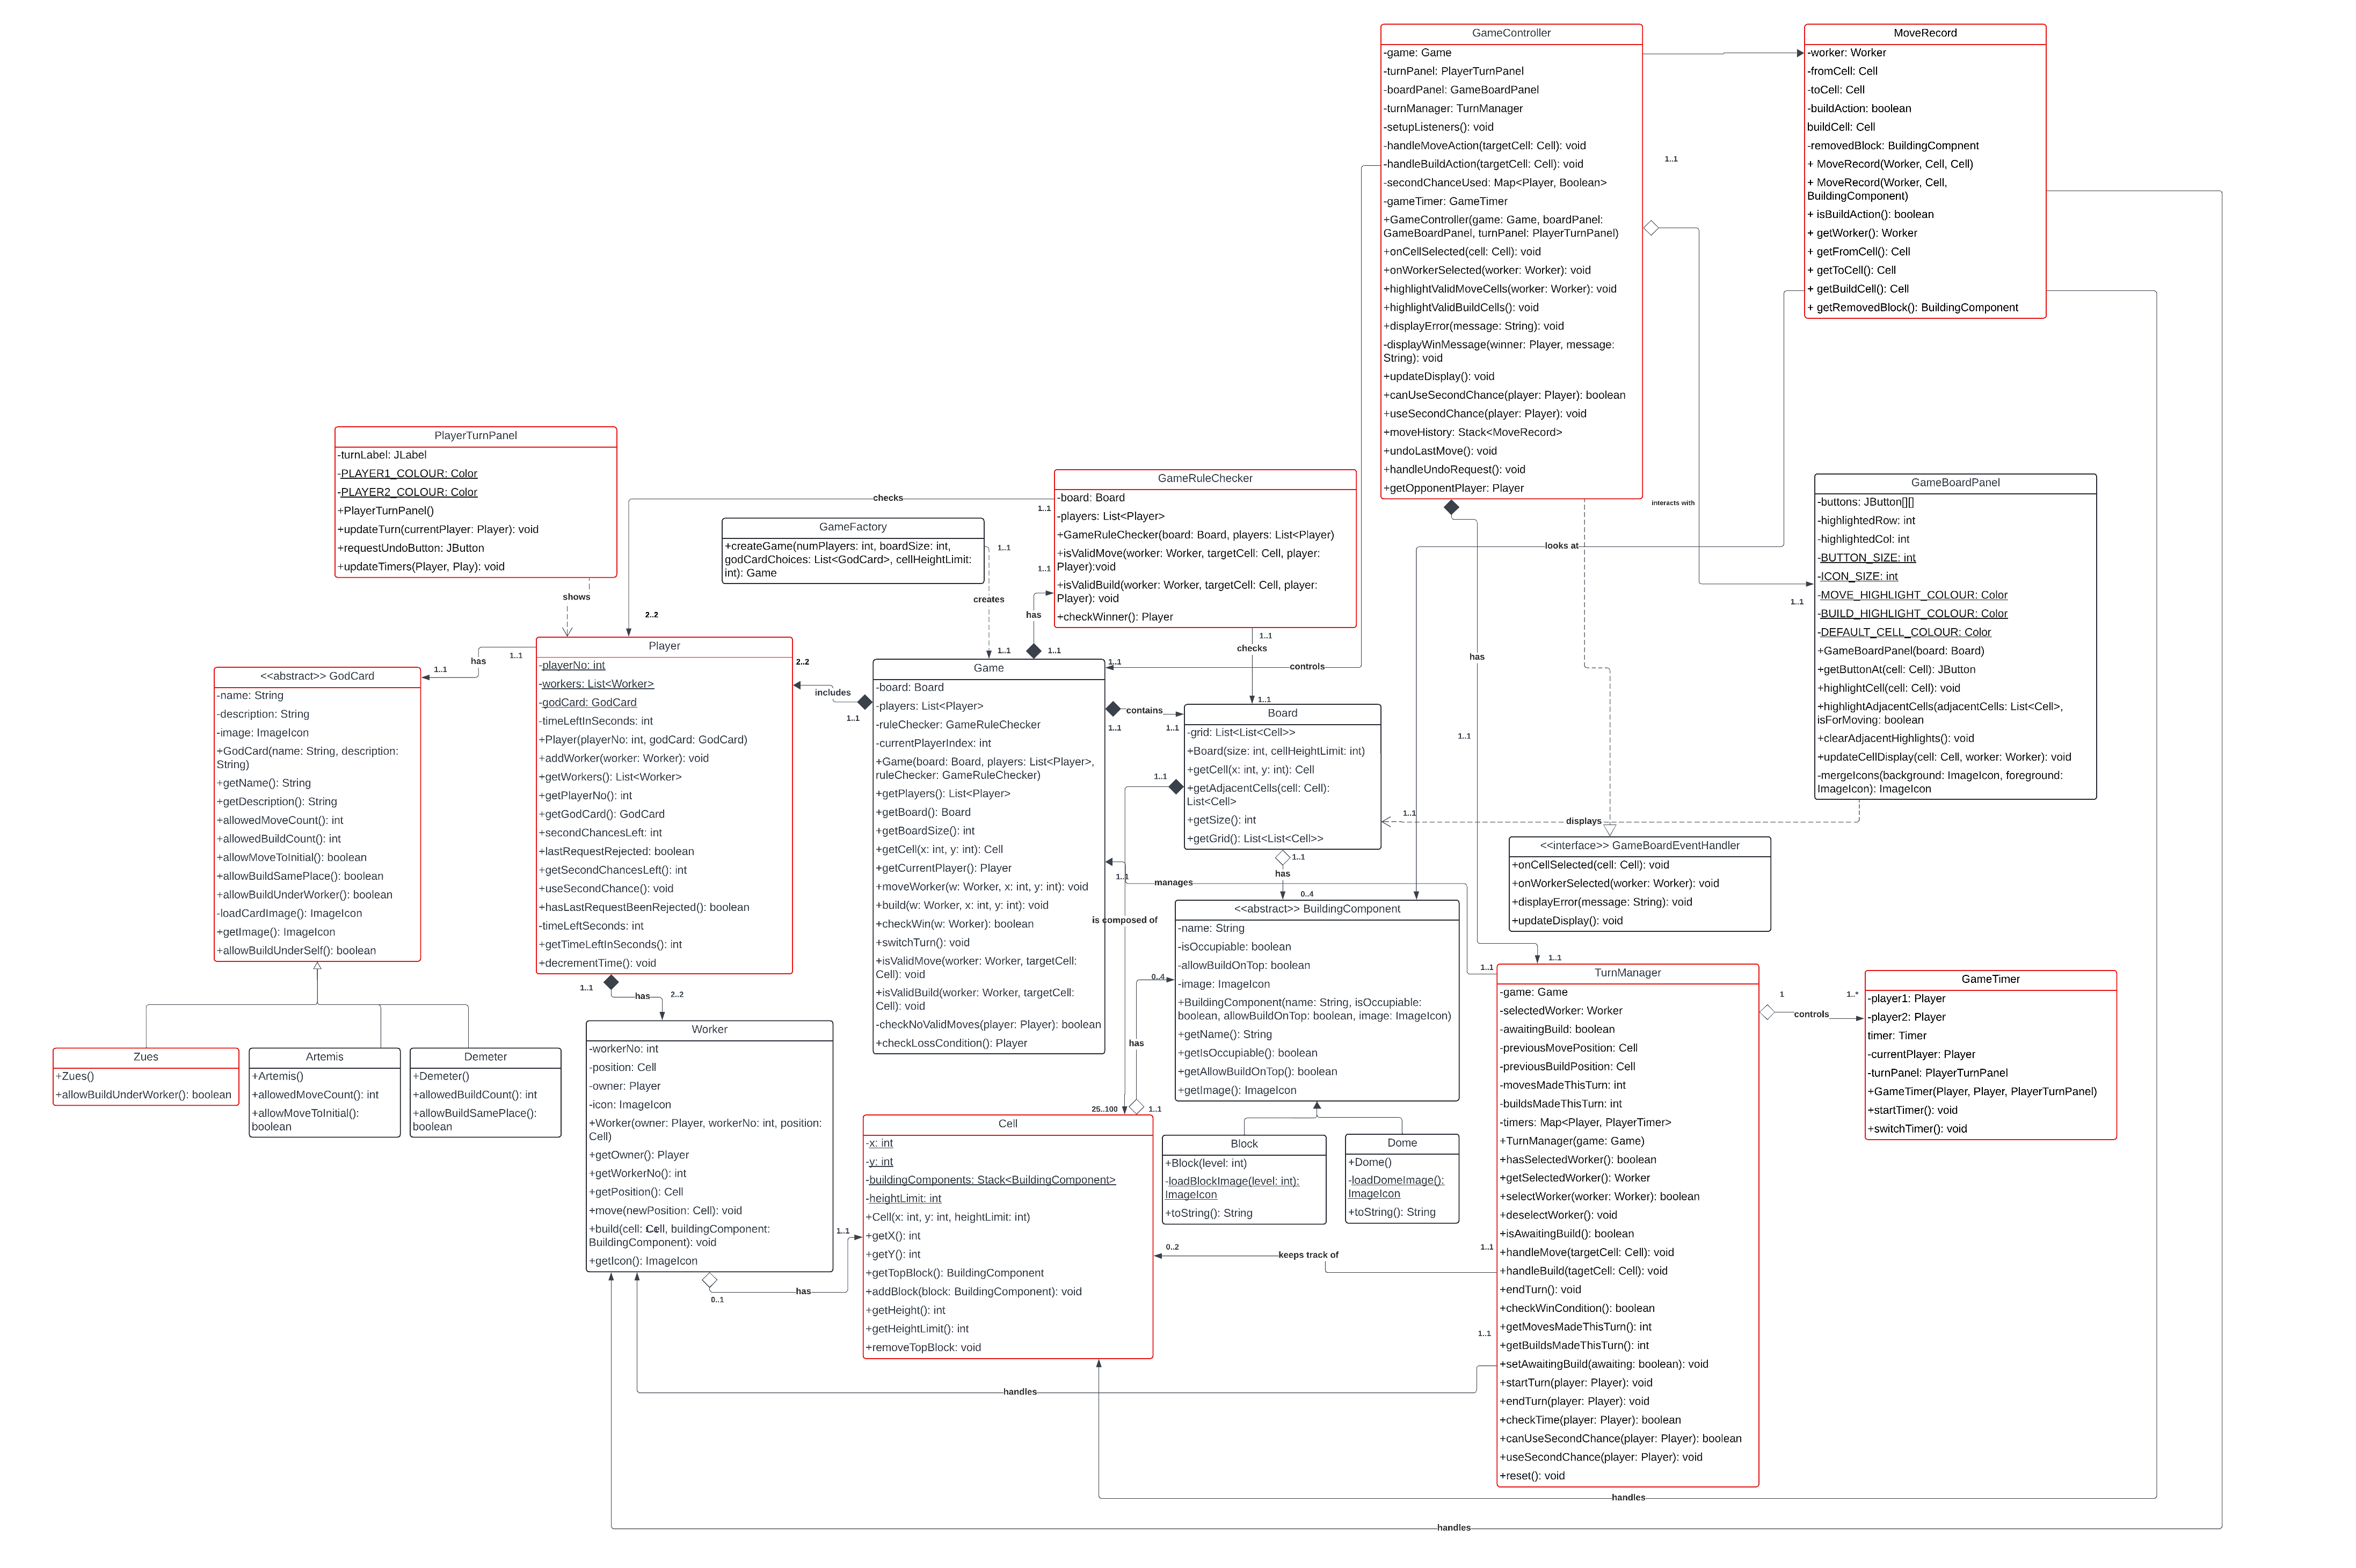 GameController
-game: Game
-turnPanel: PlayerTurnPanel
-boardPanel: GameBoardPanel
-turnManager: TurnManager
-setupListeners(): void
-handleMoveAction(targetCell: Cell): void
-handleBuildAction(targetCell: Cell): void
-secondChanceUsed: Map<Player, Boolean>
-gameTimer: GameTimer
+GameController(game: Game, boardPanel:
GameBoardPanel, turnPanel: PlayerTurnPanel)
+onCellSelected(cell: Cell): void
+onWorkerSelected(worker: Worker): void
+highlightValidMoveCells(worker: Worker): void
+highlightValidBuildCells(): void
+displayError(message: String): void
-displayWinMessage(winner: Player, message:
String): void
+updateDisplay(): void
+canUseSecondChance(player: Player): boolean
+useSecondChance(player: Player): void
+moveHistory: Stack<MoveRecord>
+undoLastMove(): void
+handleUndoRequest(): void
+getOpponentPlayer: Player
MoveRecord
-worker: Worker
-fromCell: Cell
-toCell: Cell
-buildAction: boolean
buildCell: Cell
-removedBlock: BuildingCompnent
+ MoveRecord(Worker, Cell, Cell)
+ MoveRecord(Worker, Cell,
BuildingComponent)
+ isBuildAction(): boolean
+ getWorker(): Worker
+ getFromCell(): Cell
+ getToCell(): Cell
+ getBuildCell(): Cell
+ getRemovedBlock(): BuildingComponent
1..1
interacts with
1..1
PlayerTurnPanel
-turnLabel: JLabel
-PLAYER1_COLOUR: Color
-PLAYER2_COLOUR: Color
+PlayerTurnPanel()
+updateTurn(currentPlayer: Player): void
+requestUndoButton: JButton
+updateTimers(Player, Play): void
shows
checks
1..1
2..2
GameFactory
+createGame(numPlayers: int, boardSize: int,
godCardChoices: List<GodCard>, cellHeightLimit:
int): Game
1..1
creates
1..1
GameRuleChecker
-board: Board
-players: List<Player>
+GameRuleChecker(board: Board, players: List<Player)
+isValidMove(worker: Worker, targetCell: Cell, player:
Player):void
+isValidBuild(worker: Worker, targetCell: Cell, player:
Player): void
+checkWinner(): Player
1..1
has
1..1
1..1
checks
1..1
controls
1..1
looks at
1..1
GameBoardPanel
-buttons: JButton[][]
-highlightedRow: int
-highlightedCol: int
-BUTTON_SIZE: int
-ICON_SIZE: int
-MOVE_HIGHLIGHT_COLOUR: Color
-BUILD_HIGHLIGHT_COLOUR: Color
-DEFAULT_CELL_COLOUR: Color
+GameBoardPanel(board: Board)
+getButtonAt(cell: Cell): JButton
+highlightCell(cell: Cell): void
+highlightAdjacentCells(adjacentCells: List<Cell>,
isForMoving: boolean
+clearAdjacentHighlights(): void
+updateCellDisplay(cell: Cell, worker: Worker): void
-mergeIcons(background: ImageIcon, foreground:
ImageIcon): ImageIcon
displays
has
1..1
1..1
has
1..1
1..1
<<abstract>> GodCard
-name: String
-description: String
-image: ImageIcon
+GodCard(name: String, description:
String)
+getName(): String
+getDescription(): String
+allowedMoveCount(): int
+allowedBuildCount(): int
+allowMoveToInitial(): boolean
+allowBuildSamePlace(): boolean
+allowBuildUnderWorker(): boolean
-loadCardImage(): ImageIcon
+getImage(): ImageIcon
+allowBuildUnderSelf(): boolean
Player
-playerNo: int
-workers: List<Worker>
-godCard: GodCard
-timeLeftInSeconds: int
+Player(playerNo: int, godCard: GodCard)
+addWorker(worker: Worker): void
+getWorkers(): List<Worker>
+getPlayerNo(): int
+getGodCard(): GodCard
+secondChancesLeft: int
+lastRequestRejected: boolean
+getSecondChancesLeft(): int
+useSecondChance(): void
+hasLastRequestBeenRejected(): boolean
-timeLeftSeconds: int
+getTimeLeftInSeconds(): int
+decrementTime(): void
2..2
includes
1..1
Game
-board: Board
-players: List<Player>
-ruleChecker: GameRuleChecker
-currentPlayerIndex: int
+Game(board: Board, players: List<Player>,
ruleChecker: GameRuleChecker)
+getPlayers(): List<Player>
+getBoard(): Board
+getBoardSize(): int
+getCell(x: int, y: int): Cell
+getCurrentPlayer(): Player
+moveWorker(w: Worker, x: int, y: int): void
+build(w: Worker, x: int, y: int): void
+checkWin(w: Worker): boolean
+switchTurn(): void
+isValidMove(worker: Worker, targetCell:
Cell): void
+isValidBuild(worker: Worker, targetCell:
Cell): void
-checkNoValidMoves(player: Player): boolean
+checkLossCondition(): Player
contains
1..1
1..1
Board
-grid: List<List<Cell>>
+Board(size: int, cellHeightLimit: int)
+getCell(x: int, y: int): Cell
+getAdjacentCells(cell: Cell):
List<Cell>
+getSize(): int
+getGrid(): List<List<Cell>>
1..1
is composed of
25..100
1..1
has
0..4
manages
1..1
1..1
<<interface>> GameBoardEventHandler
+onCellSelected(cell: Cell): void
+onWorkerSelected(worker: Worker): void
+displayError(message: String): void
+updateDisplay(): void
<<abstract>> BuildingComponent
-name: String
-isOccupiable: boolean
-allowBuildOnTop: boolean
-image: ImageIcon
+BuildingComponent(name: String, isOccupiable:
boolean, allowBuildOnTop: boolean, image: ImageIcon)
+getName(): String
+getIsOccupiable(): boolean
+getAllowBuildOnTop(): boolean
+getImage(): ImageIcon
0..4
has
1..1
1..1
has
2..2
Zues
+Zues()
+allowBuildUnderWorker(): boolean
Artemis
+Artemis()
+allowedMoveCount(): int
+allowMoveToInitial():
boolean
Demeter
+Demeter()
+allowedBuildCount(): int
+allowBuildSamePlace():
boolean
Worker
-workerNo: int
-position: Cell
-owner: Player
-icon: ImageIcon
+Worker(owner: Player, workerNo: int, position:
Cell)
+getOwner(): Player
+getWorkerNo(): int
+getPosition(): Cell
+move(newPosition: Cell): void
+build(cell: Cell, buildingComponent:
BuildingComponent): void
+getIcon(): ImageIcon
0..1
has
1..1
Cell
-x: int
-y: int
-buildingComponents: Stack<BuildingComponent>
-heightLimit: int
+Cell(x: int, y: int, heightLimit: int)
+getX(): int
+getY(): int
+getTopBlock(): BuildingComponent
+addBlock(block: BuildingComponent): void
+getHeight(): int
+getHeightLimit(): int
+removeTopBlock: void
Block
+Block(level: int)
-loadBlockImage(level: int):
ImageIcon
+toString(): String
Dome
+Dome()
-loadDomeImage():
ImageIcon
+toString(): String
TurnManager
-game: Game
-selectedWorker: Worker
-awaitingBuild: boolean
-previousMovePosition: Cell
-previousBuildPosition: Cell
-movesMadeThisTurn: int
-buildsMadeThisTurn: int
-timers: Map<Player, PlayerTimer>
+TurnManager(game: Game)
+hasSelectedWorker(): boolean
+getSelectedWorker(): Worker
+selectWorker(worker: Worker): boolean
+deselectWorker(): void
+isAwaitingBuild(): boolean
+handleMove(targetCell: Cell): void
+handleBuild(tagetCell: Cell): void
+endTurn(): void
+checkWinCondition(): boolean
+getMovesMadeThisTurn(): int
+getBuildsMadeThisTurn(): int
+setAwaitingBuild(awaiting: boolean): void
+startTurn(player: Player): void
+endTurn(player: Player): void
+checkTime(player: Player): boolean
+canUseSecondChance(player: Player): boolean
+useSecondChance(player: Player): void
+reset(): void
1
controls
1..*
GameTimer
-player1: Player
-player2: Player
timer: Timer
-currentPlayer: Player
-turnPanel: PlayerTurnPanel
+GameTimer(Player, Player, PlayerTurnPanel)
+startTimer(): void
+switchTimer(): void
0..2
keeps track of
1..1
1..1
handles
handles
handles